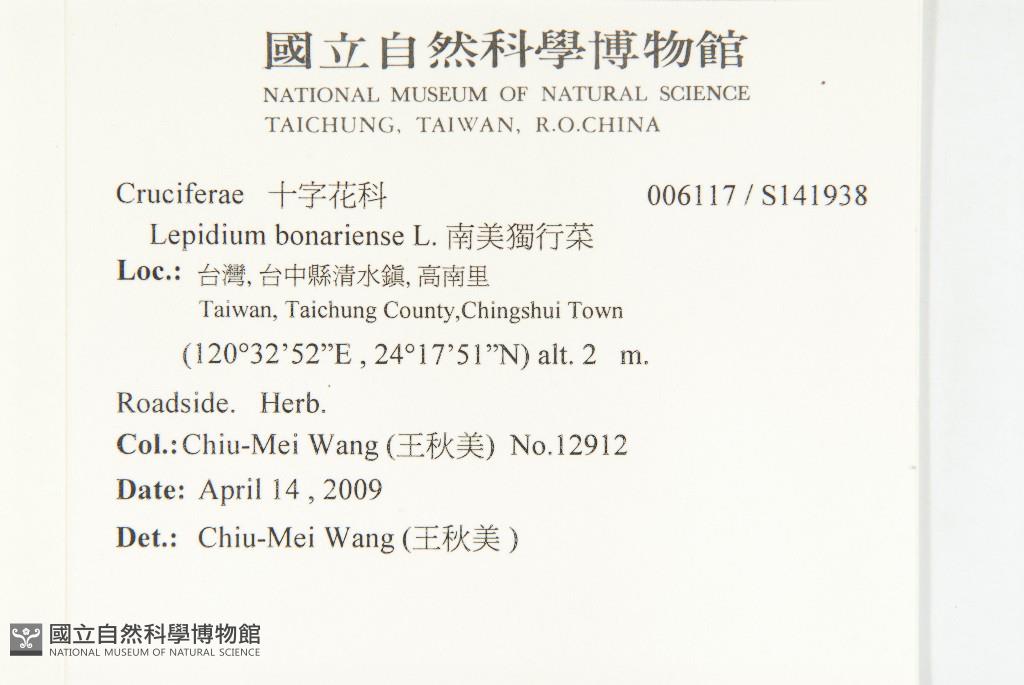 國立自然科學博物館
NATIONAL MUSEUM OF NATURAL SCIENCE
TAICHUNG, TAIWAN, R.O.CHINA
Cruciferae 十字花科 006117 / S141938
Lepidium bonariense L. 南美獨行菜
Loc.: 台灣, 台中縣清水鎮, 高南里
Taiwan, Taichung County,Chingshui Town
(120°32’52”E , 24°17’51”N) alt. 2 m.
Roadside. Herb.
Col.:Chiu-Mei Wang (王秋美) No.12912
Date: April 14 , 2009
Det.: Chiu-Mei Wang (王秋美 )
國立自然科學博物館
NATIONAL MUSEUM OF NATURAL SCIENCE